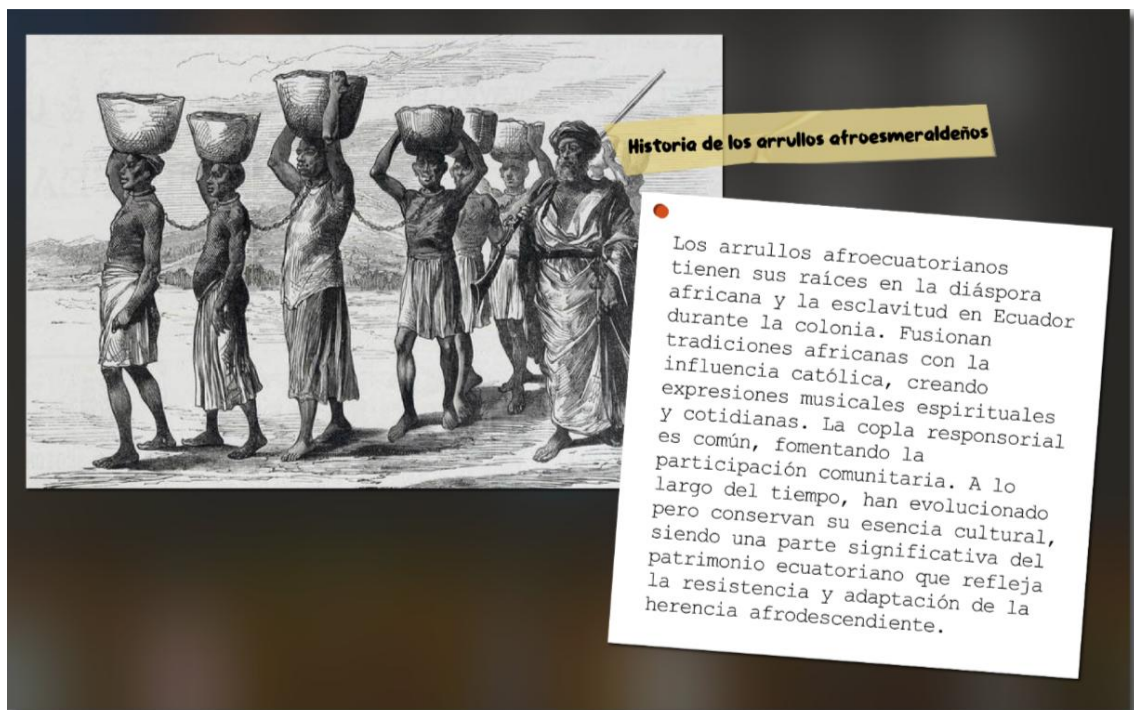 Historia de los arrullos afroesmeraldeños
Los arrullos afroecuatorianos
tienen sus raíces en la diáspora
africana y la esclavitud en Ecuador
durante la colonia. Fusionan
tradiciones africanas con la
influencia católica, creando
expresiones musicales espirituales
y cotidianas. La copla responsorial
es común, fomentando la
participación comunitaria. A lo
largo del tiempo, han evolucionado
pero conservan su esencia cultural,
siendo una parte significativa del
patrimonio ecuatoriano que refleja
la resistencia y adaptación de la
herencia afrodescendiente.